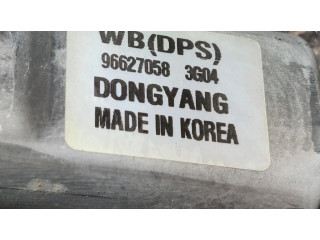 WB(DPS)
96627058 3G04
DONGYANG
MADE IN KOREA